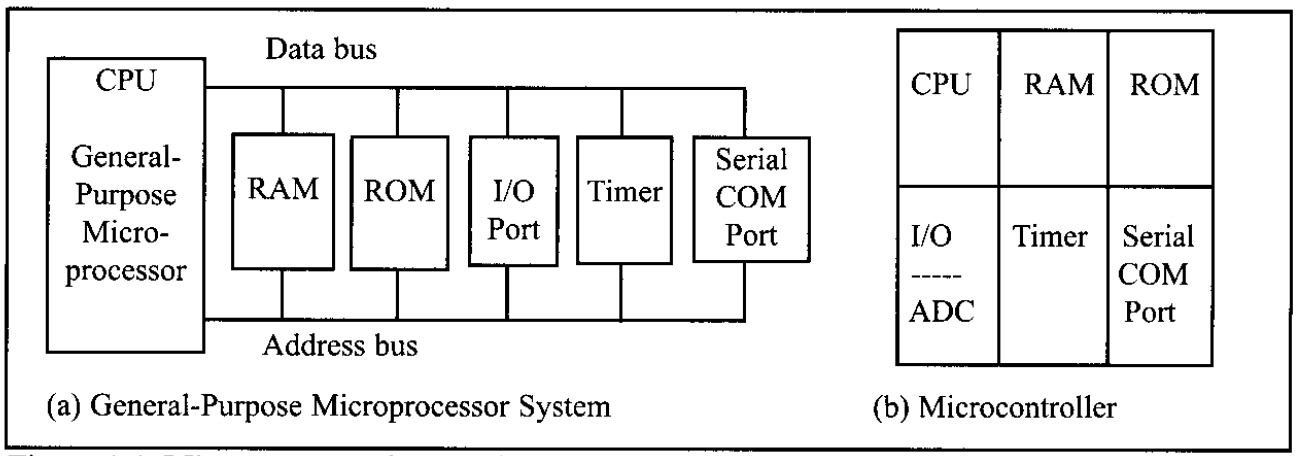 Data bus
CPU
General-
Purpose
Micro-
processor
RAM
ROM
I/O
Port
Timer
Serial
COM
Port
Address bus
(a) General-Purpose Microprocessor System
CPU
RAM
ROM
I/O
-----
ADC
Timer
Serial
COM
Port
(b) Microcontroller